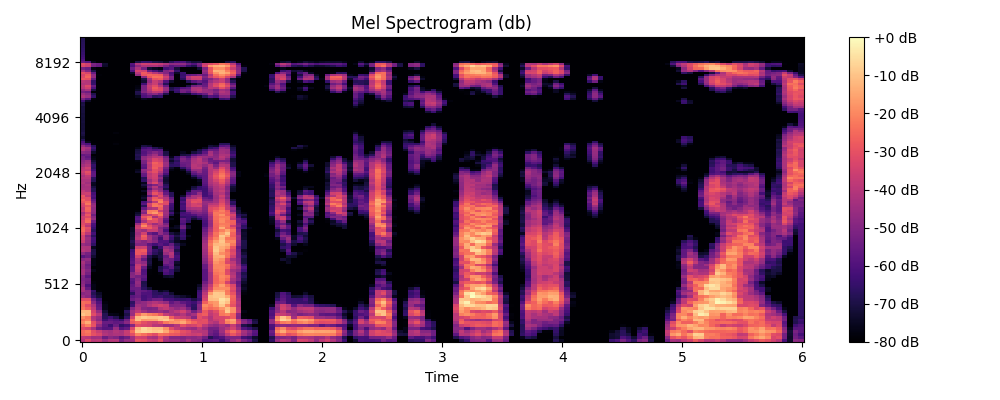 Mel Spectrogram (db)
Hz
8192
4096
2048
1024
512
0
0 1 2 3 4 5 6
Time
+0 dB
-10 dB
-20 dB
-30 dB
-40 dB
-50 dB
-60 dB
-70 dB
-80 dB